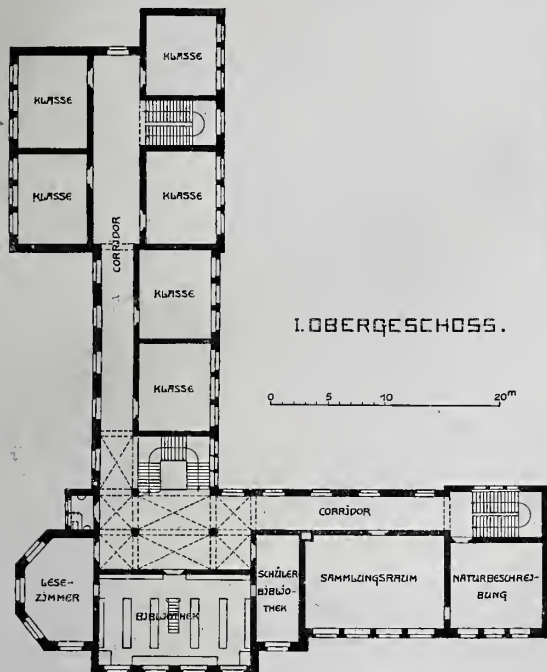 KLASSE
KLASSE
KLASSE
KLASSE
KLASSE
CORRIDOR
KLASSE
KLASSE
I. OBERGESCHOSS.
0 5 10 20m
CORRIDOR
LESE-
ZIMMER
BIBLIOTHEK
SCHÜLER
BIBLIO-
THEK
SAMMLUNGSRAUM
NATURBESCHREI-
BUNG